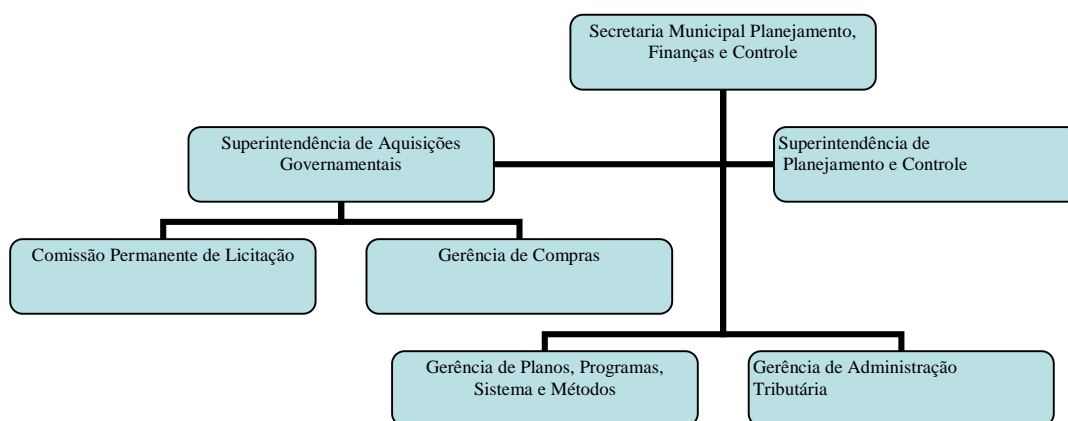 Secretaria Municipal Planejamento,
Finanças e Controle
Superintendência de Aquisições
Governamentais
Superintendência de
Planejamento e Controle
Comissão Permanente de Licitação
Gerência de Compras
Gerência de Planos, Programas,
Sistema e Métodos
Gerência de Administração
Tributária